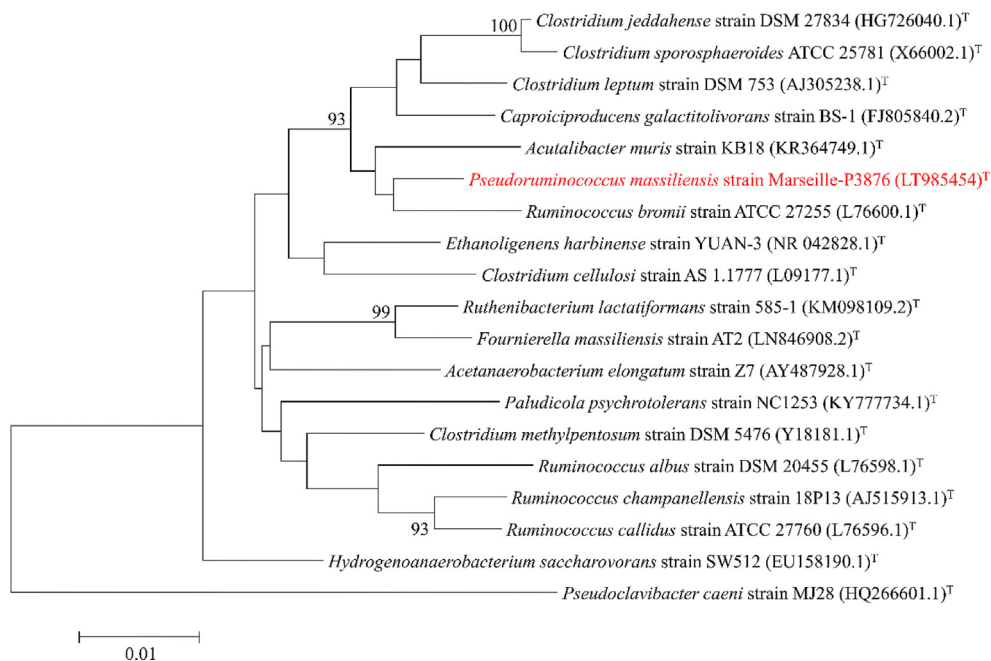 Clostridium jeddahense strain DSM 27834 (HG726040.1)ᵀ
100
Clostridium sporosphaeroides ATCC 25781 (X66002.1)ᵀ
Clostridium leptum strain DSM 753 (AJ305238.1)ᵀ
Caproiciproducens galactitolivorans strain BS-1 (FJ805840.2)ᵀ
93
Acutalibacter muris strain KB18 (KR364749.1)ᵀ
Pseudoruminococcus massiliensis strain Marseille-P3876 (LT985454)ᵀ
Ruminococcus bromii strain ATCC 27255 (L76600.1)ᵀ
Ethanoligenens harbinense strain YUAN-3 (NR 042828.1)ᵀ
Clostridium cellulosi strain AS 1.1777 (L09177.1)ᵀ
Ruthenibacterium lactatiformans strain 585-1 (KM098109.2)ᵀ
99
Fournierella massiliensis strain AT2 (LN846908.2)ᵀ
Acetanaerobacterium elongatum strain Z7 (AY487928.1)ᵀ
Paludicola psychrotolerans strain NC1253 (KY777734.1)ᵀ
Clostridium methylpentosum strain DSM 5476 (Y18181.1)ᵀ
Ruminococcus albus strain DSM 20455 (L76598.1)ᵀ
Ruminococcus champanellensis strain 18P13 (AJ515913.1)ᵀ
93
Ruminococcus callidus strain ATCC 27760 (L76596.1)ᵀ
Hydrogenoanaerobacterium saccharovorans strain SW512 (EU158190.1)ᵀ
Pseudoclavibacter caeni strain MJ28 (HQ266601.1)ᵀ
0.01